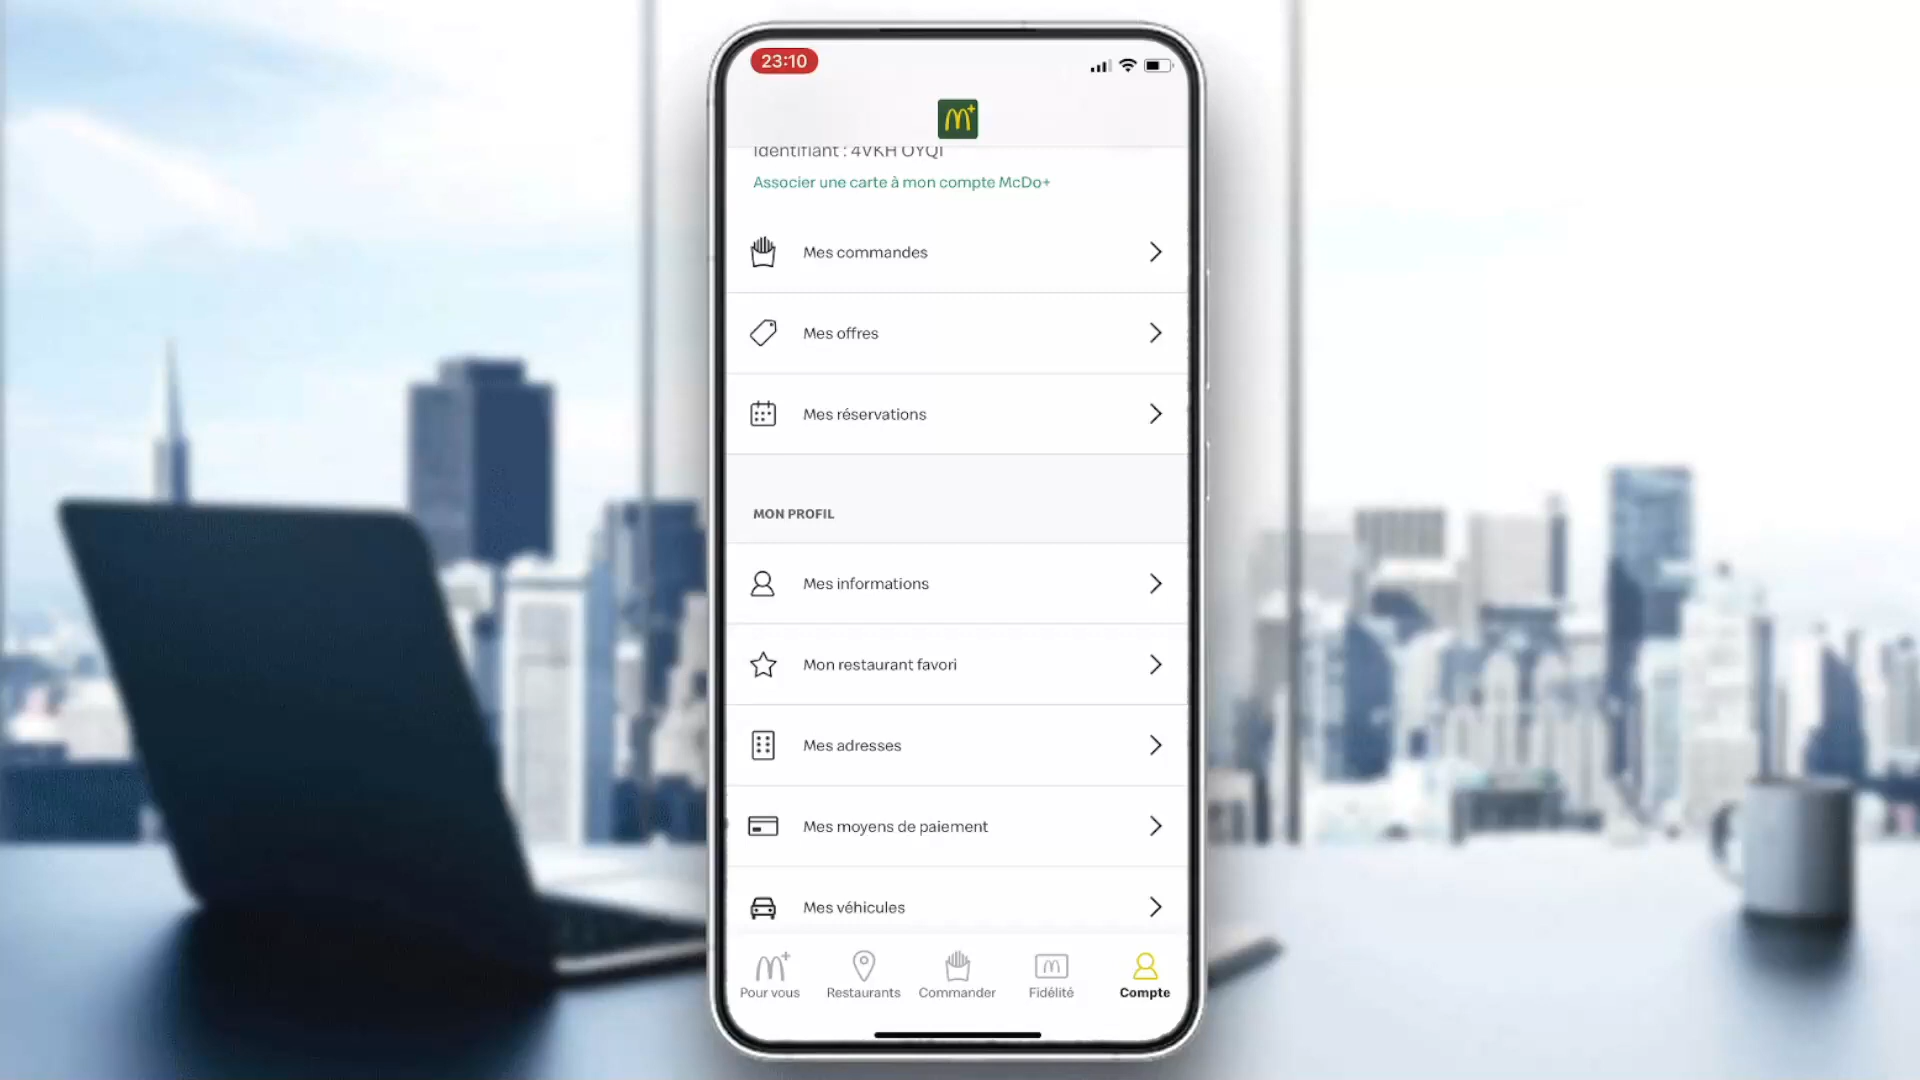 23:10
Identifiant : 4VKH OYQI
Associer une carte à mon compte McDo+
Mes commandes
Mes offres
Mes réservations
MON PROFIL
Mes informations
Mon restaurant favori
Mes adresses
Mes moyens de paiement
Mes véhicules
Pour vous
Restaurants
Commander
Fidélité
Compte